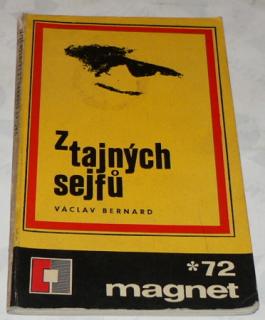 z tajných
sejfů
VÁCLAV BERNARD
*72
magnet